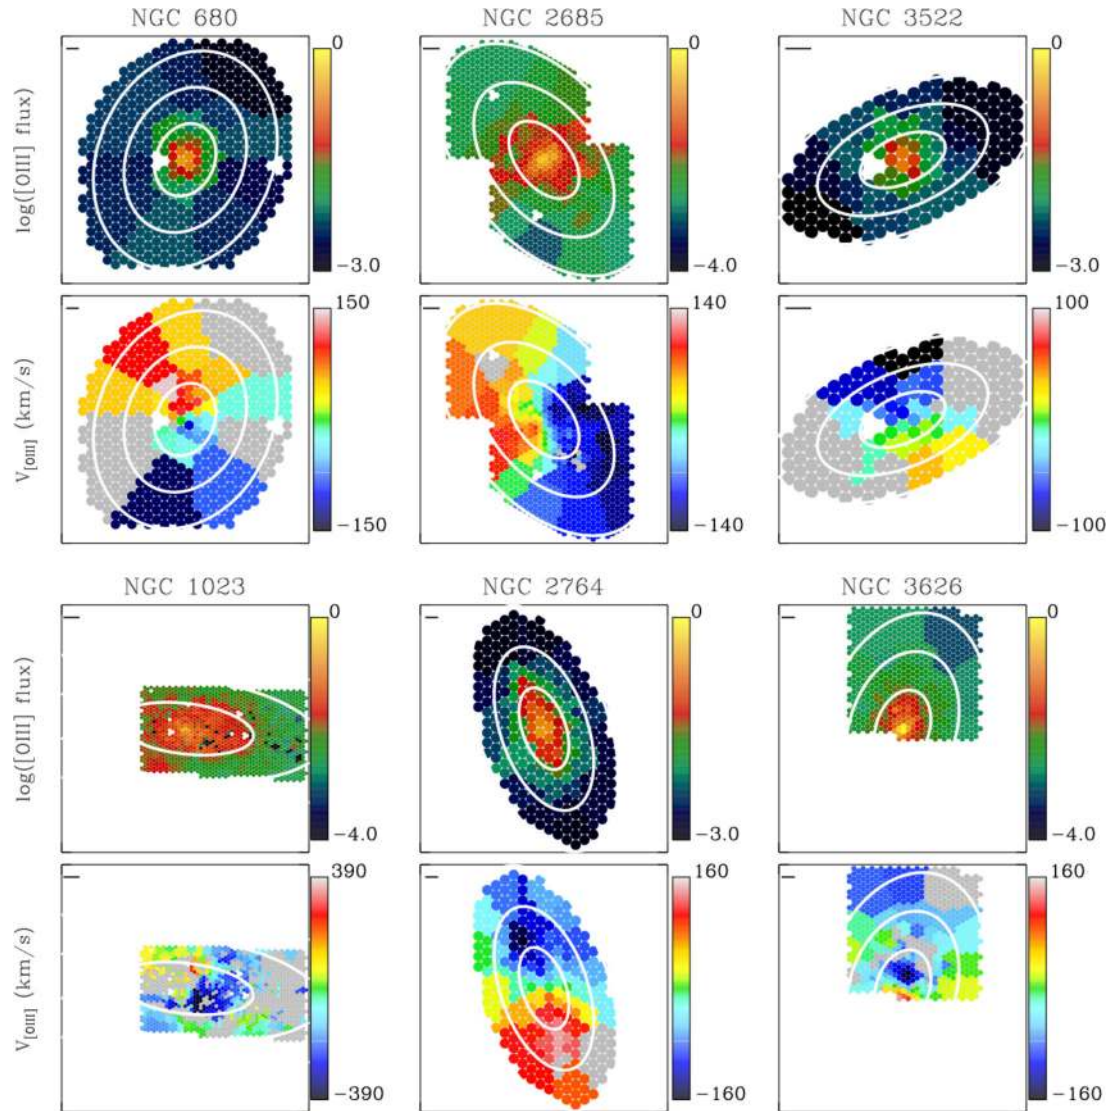 NGC 680 NGC 2685 NGC 3522
log([OIII] flux) 0 0 0
−3.0 −4.0 −3.0
V[OIII] (km/s) 150 140 100
−150 −140 −100
NGC 1023 NGC 2764 NGC 3626
log([OIII] flux) 0 0 0
−4.0 −3.0 −4.0
V[OIII] (km/s) 390 160 160
−390 −160 −160